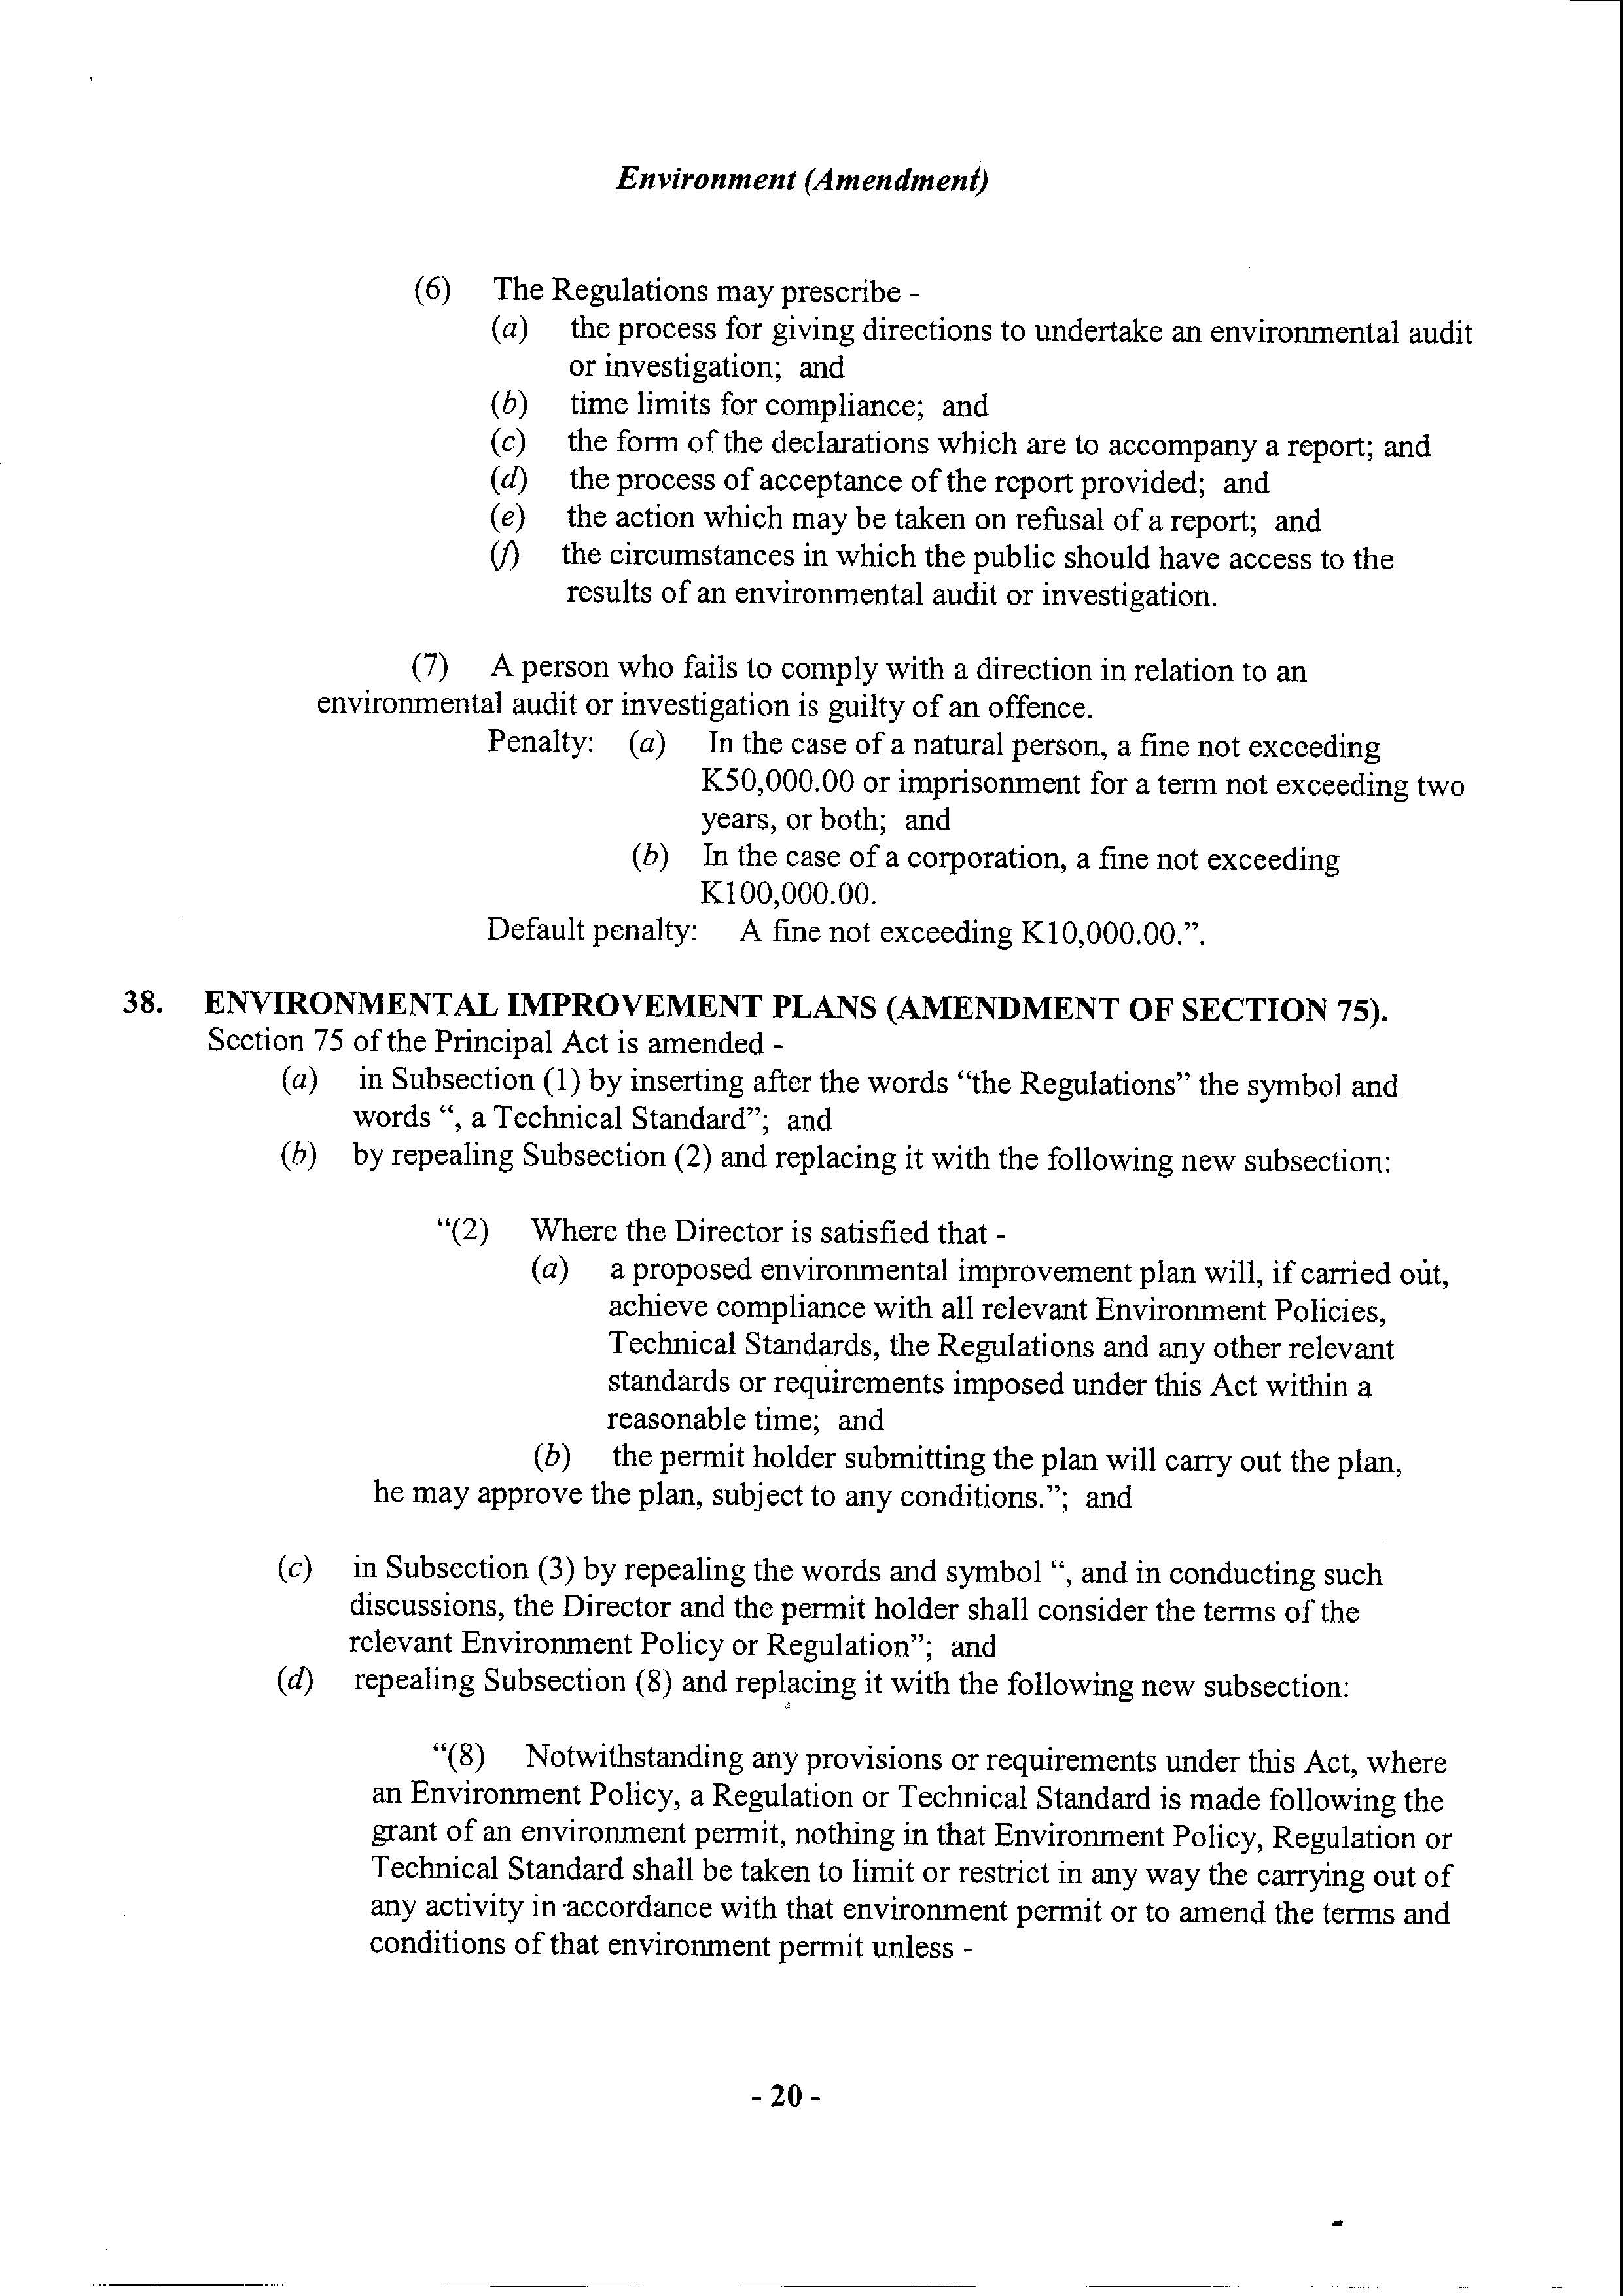 Environment (Amendment)
(6) The Regulations may prescribe -
(a) the process for giving directions to undertake an environmental audit
or investigation; and
(b) time limits for compliance; and
(c) the form of the declarations which are to accompany a report; and
(d) the process of acceptance of the report provided; and
(e) the action which may be taken on refusal of a report; and
(f) the circumstances in which the public should have access to the
results of an environmental audit or investigation.
(7) A person who fails to comply with a direction in relation to an
environmental audit or investigation is guilty of an offence.
Penalty: (a) In the case of a natural person, a fine not exceeding
K50,000.00 or imprisonment for a term not exceeding two
years, or both; and
(b) In the case of a corporation, a fine not exceeding
K100,000.00.
Default penalty: A fine not exceeding K10,000.00.”.
38. ENVIRONMENTAL IMPROVEMENT PLANS (AMENDMENT OF SECTION 75).
Section 75 of the Principal Act is amended -
(a) in Subsection (1) by inserting after the words “the Regulations” the symbol and
words “, a Technical Standard”; and
(b) by repealing Subsection (2) and replacing it with the following new subsection:
“(2) Where the Director is satisfied that -
(a) a proposed environmental improvement plan will, if carried out,
achieve compliance with all relevant Environment Policies,
Technical Standards, the Regulations and any other relevant
standards or requirements imposed under this Act within a
reasonable time; and
(b) the permit holder submitting the plan will carry out the plan,
he may approve the plan, subject to any conditions.”; and
(c) in Subsection (3) by repealing the words and symbol “, and in conducting such
discussions, the Director and the permit holder shall consider the terms of the
relevant Environment Policy or Regulation”; and
(d) repealing Subsection (8) and replacing it with the following new subsection:
“(8) Notwithstanding any provisions or requirements under this Act, where
an Environment Policy, a Regulation or Technical Standard is made following the
grant of an environment permit, nothing in that Environment Policy, Regulation or
Technical Standard shall be taken to limit or restrict in any way the carrying out of
any activity in accordance with that environment permit or to amend the terms and
conditions of that environment permit unless -
- 20 -